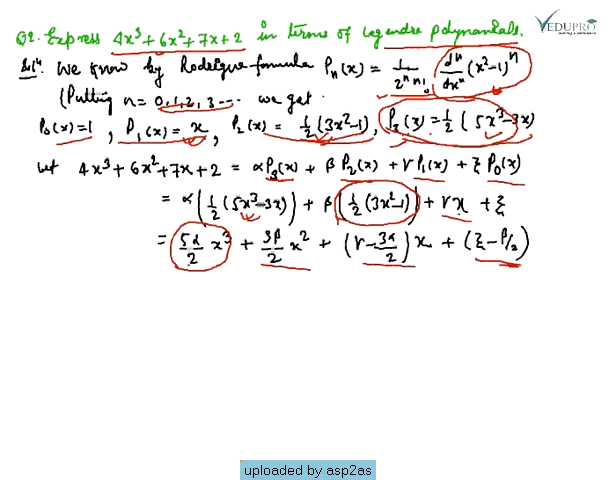 Q2. Express 4x³+6x²+7x+2 in terms of Legendre polynomials.
VEDUPRO
Solⁿ. We know by Rodrigue formula Pₙ(x) = 1/(2ⁿ n!) dⁿ/dxⁿ (x²-1)ⁿ
(Putting n=0,1,2,3---- we get.
P₀(x)=1 , P₁(x)=x , P₂(x) = 1/2(3x²-1), P₃(x)=1/2(5x³-3x)
Let 4x³+6x²+7x+2 = αP₃(x) + βP₂(x) + γP₁(x) + ξP₀(x)
= α(1/2(5x³-3x)) + β(1/2(3x²-1)) + γx + ξ
= 5α/2 x³ + 3β/2 x² + (γ-3α/2)x + (ξ-β/2)
uploaded by asp2as